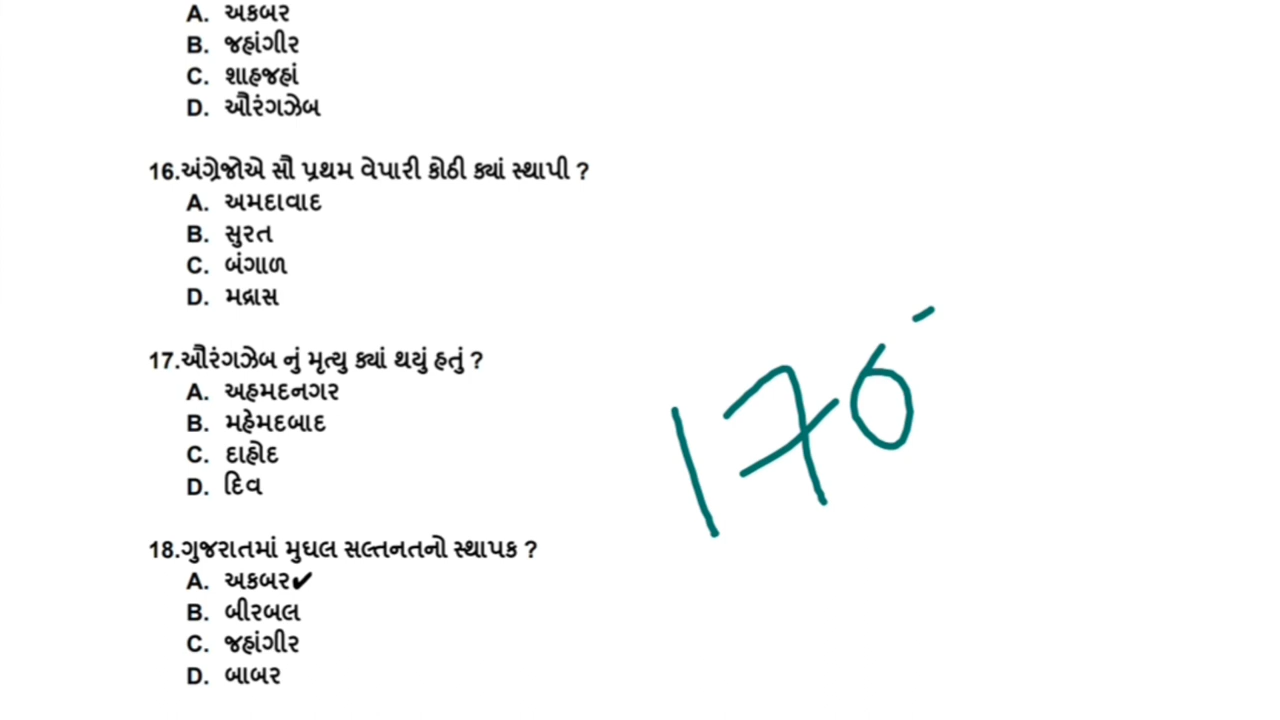 A. અકબર
B. જહાંગીર
C. શાહજહાં
D. ઔરંગઝેબ
16.અંગ્રેજોએ સૌ પ્રથમ વેપારી કોઠી ક્યાં સ્થાપી ?
A. અમદાવાદ
B. સુરત
C. બંગાળ
D. મદ્રાસ
17.ઔરંગઝેબ નું મૃત્યુ ક્યાં થયું હતું ?
A. અહમદનગર
B. મહેમદબાદ
C. દાહોદ
D. દિવ
170
18.ગુજરાતમાં મુઘલ સલ્તનતનો સ્થાપક ?
A. અકબર✔
B. બીરબલ
C. જહાંગીર
D. બાબર